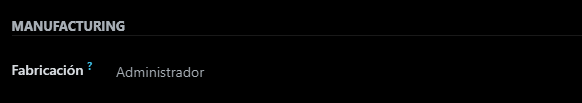 MANUFACTURING
Fabricación ? Administrador